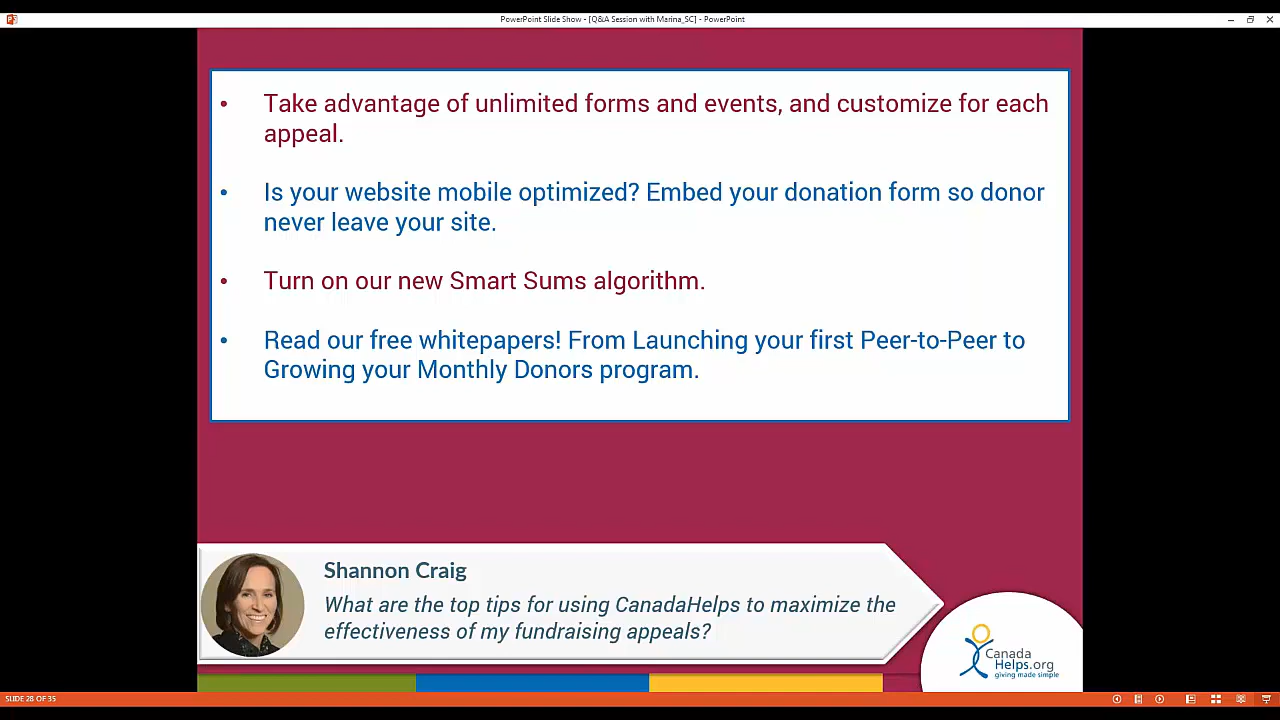 PowerPoint Slide Show - [Q&A Session with Marina_SC] - PowerPoint
• Take advantage of unlimited forms and events, and customize for each
appeal.
• Is your website mobile optimized? Embed your donation form so donor
never leave your site.
• Turn on our new Smart Sums algorithm.
• Read our free whitepapers! From Launching your first Peer-to-Peer to
Growing your Monthly Donors program.
Shannon Craig
What are the top tips for using CanadaHelps to maximize the
effectiveness of my fundraising appeals?
Canada
Helps.org
giving made simple
SLIDE 28 OF 35